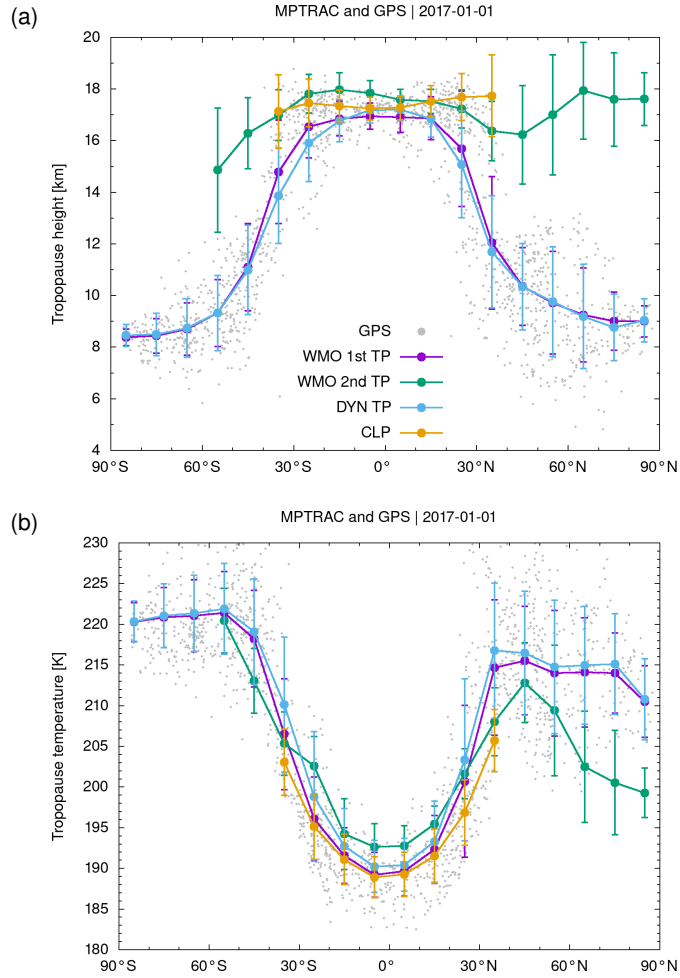 (a)
MPTRAC and GPS | 2017-01-01
20
18
16
14
12
10
8
6
4
Tropopause height [km]
GPS
WMO 1st TP
WMO 2nd TP
DYN TP
CLP
90°S 60°S 30°S 0° 30°N 60°N 90°N
(b)
MPTRAC and GPS | 2017-01-01
230
225
220
215
210
205
200
195
190
185
180
Tropopause temperature [K]
90°S 60°S 30°S 0° 30°N 60°N 90°N